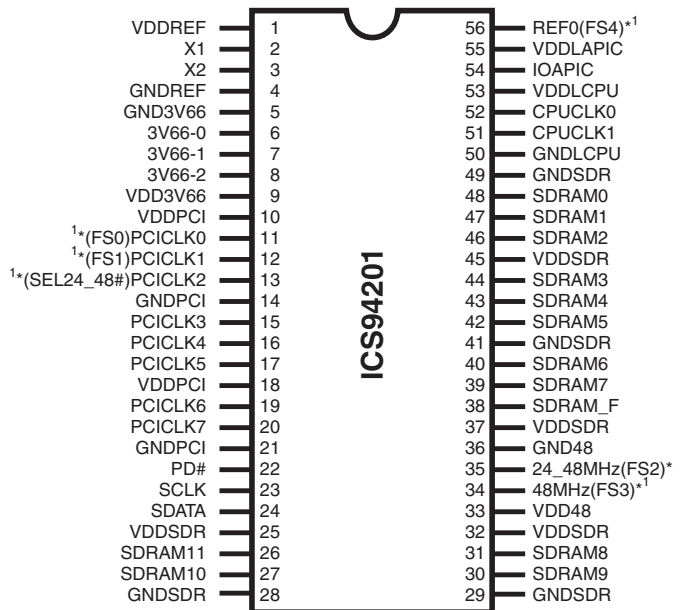 VDDREF 1 56 REF0(FS4)*¹
X1 2 55 VDDLAPIC
X2 3 54 IOAPIC
GNDREF 4 53 VDDLCPU
GND3V66 5 52 CPUCLK0
3V66-0 6 51 CPUCLK1
3V66-1 7 50 GNDLCPU
3V66-2 8 49 GNDSDR
VDD3V66 9 48 SDRAM0
VDDPCI 10 47 SDRAM1
¹*(FS0)PCICLK0 11 46 SDRAM2
¹*(FS1)PCICLK1 12 45 VDDSDR
¹*(SEL24_48#)PCICLK2 13 44 SDRAM3
GNDPCI 14 43 SDRAM4
PCICLK3 15 42 SDRAM5
PCICLK4 16 41 GNDSDR
PCICLK5 17 40 SDRAM6
VDDPCI 18 39 SDRAM7
PCICLK6 19 38 SDRAM_F
PCICLK7 20 37 VDDSDR
GNDPCI 21 36 GND48
PD# 22 35 24_48MHz(FS2)*
SCLK 23 34 48MHz(FS3)*¹
SDATA 24 33 VDD48
VDDSDR 25 32 VDDSDR
SDRAM11 26 31 SDRAM8
SDRAM10 27 30 SDRAM9
GNDSDR 28 29 GNDSDR
ICS94201